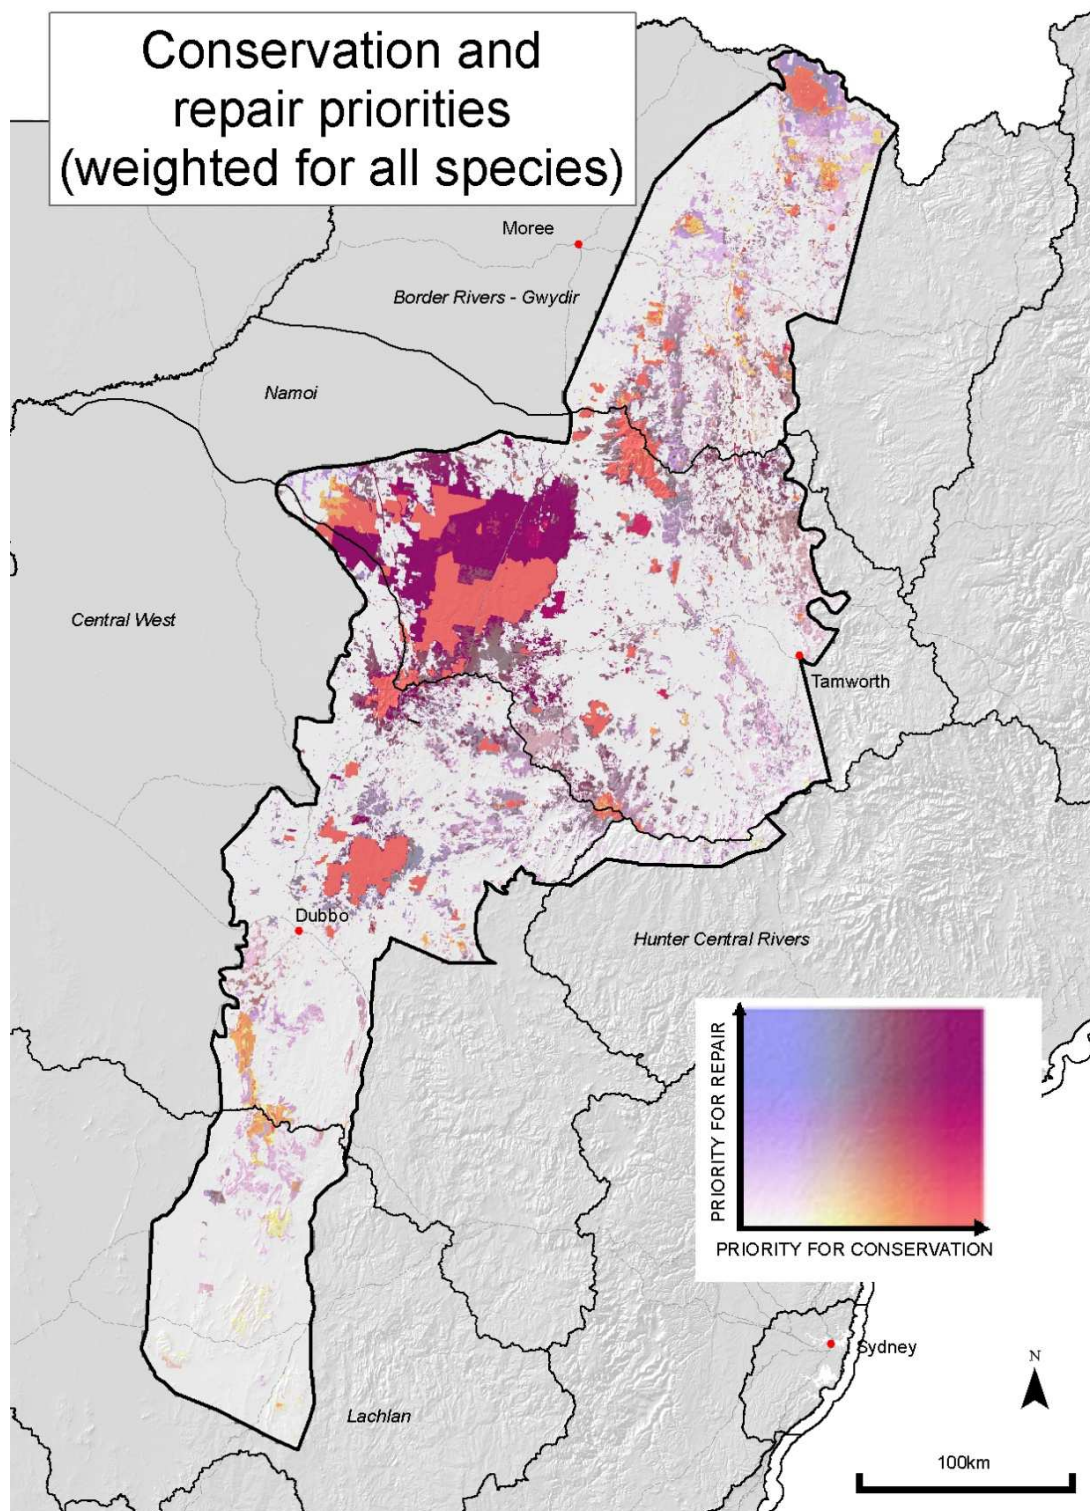 Conservation and
repair priorities
(weighted for all species)
Moree
Border Rivers - Gwydir
Namoi
Central West
Tamworth
Dubbo
Hunter Central Rivers
PRIORITY FOR REPAIR
PRIORITY FOR CONSERVATION
Sydney
N
Lachlan
100km